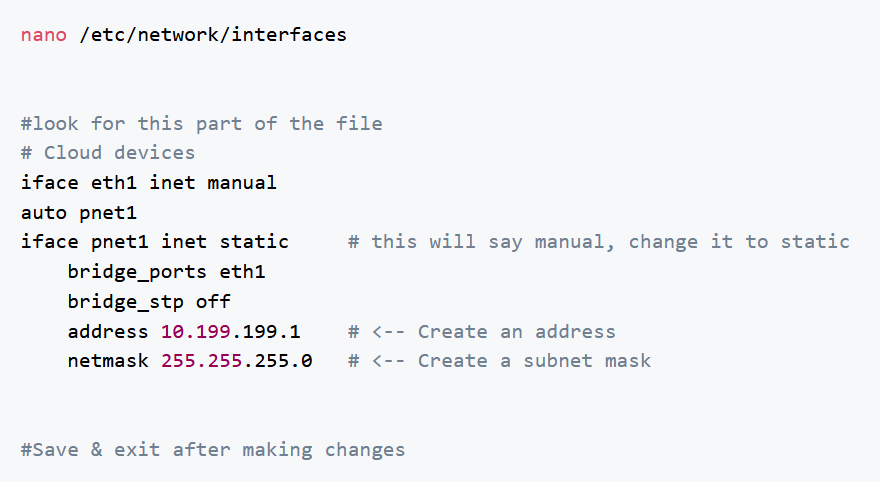 nano /etc/network/interfaces
#look for this part of the file
# Cloud devices
iface eth1 inet manual
auto pnet1
iface pnet1 inet static     # this will say manual, change it to static
    bridge_ports eth1
    bridge_stp off
    address 10.199.199.1    # <-- Create an address
    netmask 255.255.255.0   # <-- Create a subnet mask
#Save & exit after making changes